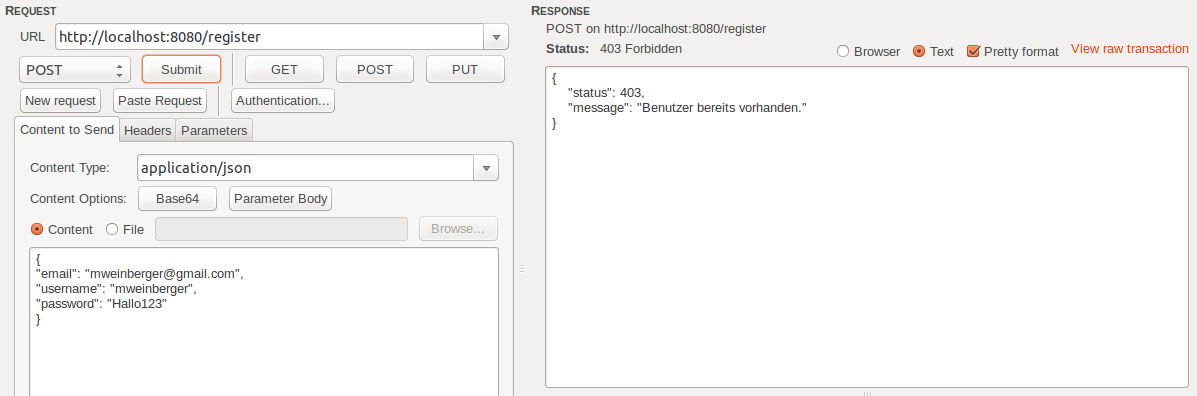 REQUEST
URL http://localhost:8080/register
POST Submit GET POST PUT
New request Paste Request Authentication...
Content to Send Headers Parameters
Content Type: application/json
Content Options: Base64 Parameter Body
Content File Browse...
{
"email": "mweinberger@gmail.com",
"username": "mweinberger",
"password": "Hallo123"
}
RESPONSE
POST on http://localhost:8080/register
Status: 403 Forbidden Browser Text Pretty format View raw transaction
{
"status": 403,
"message": "Benutzer bereits vorhanden."
}